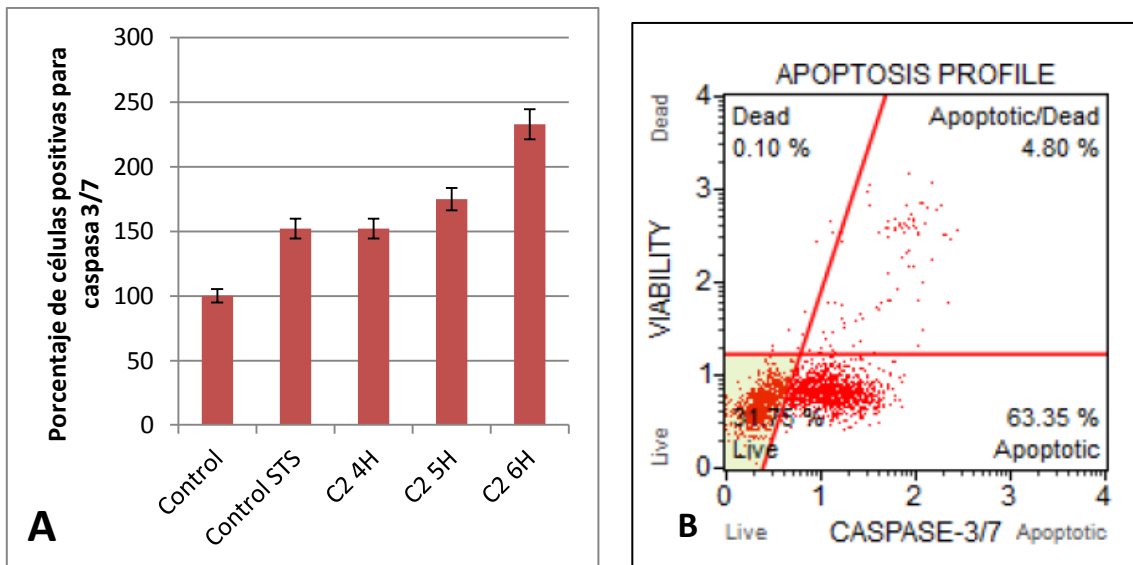 Porcentaje de células positivas para
caspasa 3/7
300
250
200
150
100
50
0
Control
Control STS
C2 4H
C2 5H
C2 6H
A
APOPTOSIS PROFILE
Dead
0.10 %
Apoptotic/Dead
4.80 %
31.75 %
Live
63.35 %
Apoptotic
VIABILITY
Dead
Live
4
3
2
1
0
0 1 2 3 4
B
Live
CASPASE-3/7
Apoptotic